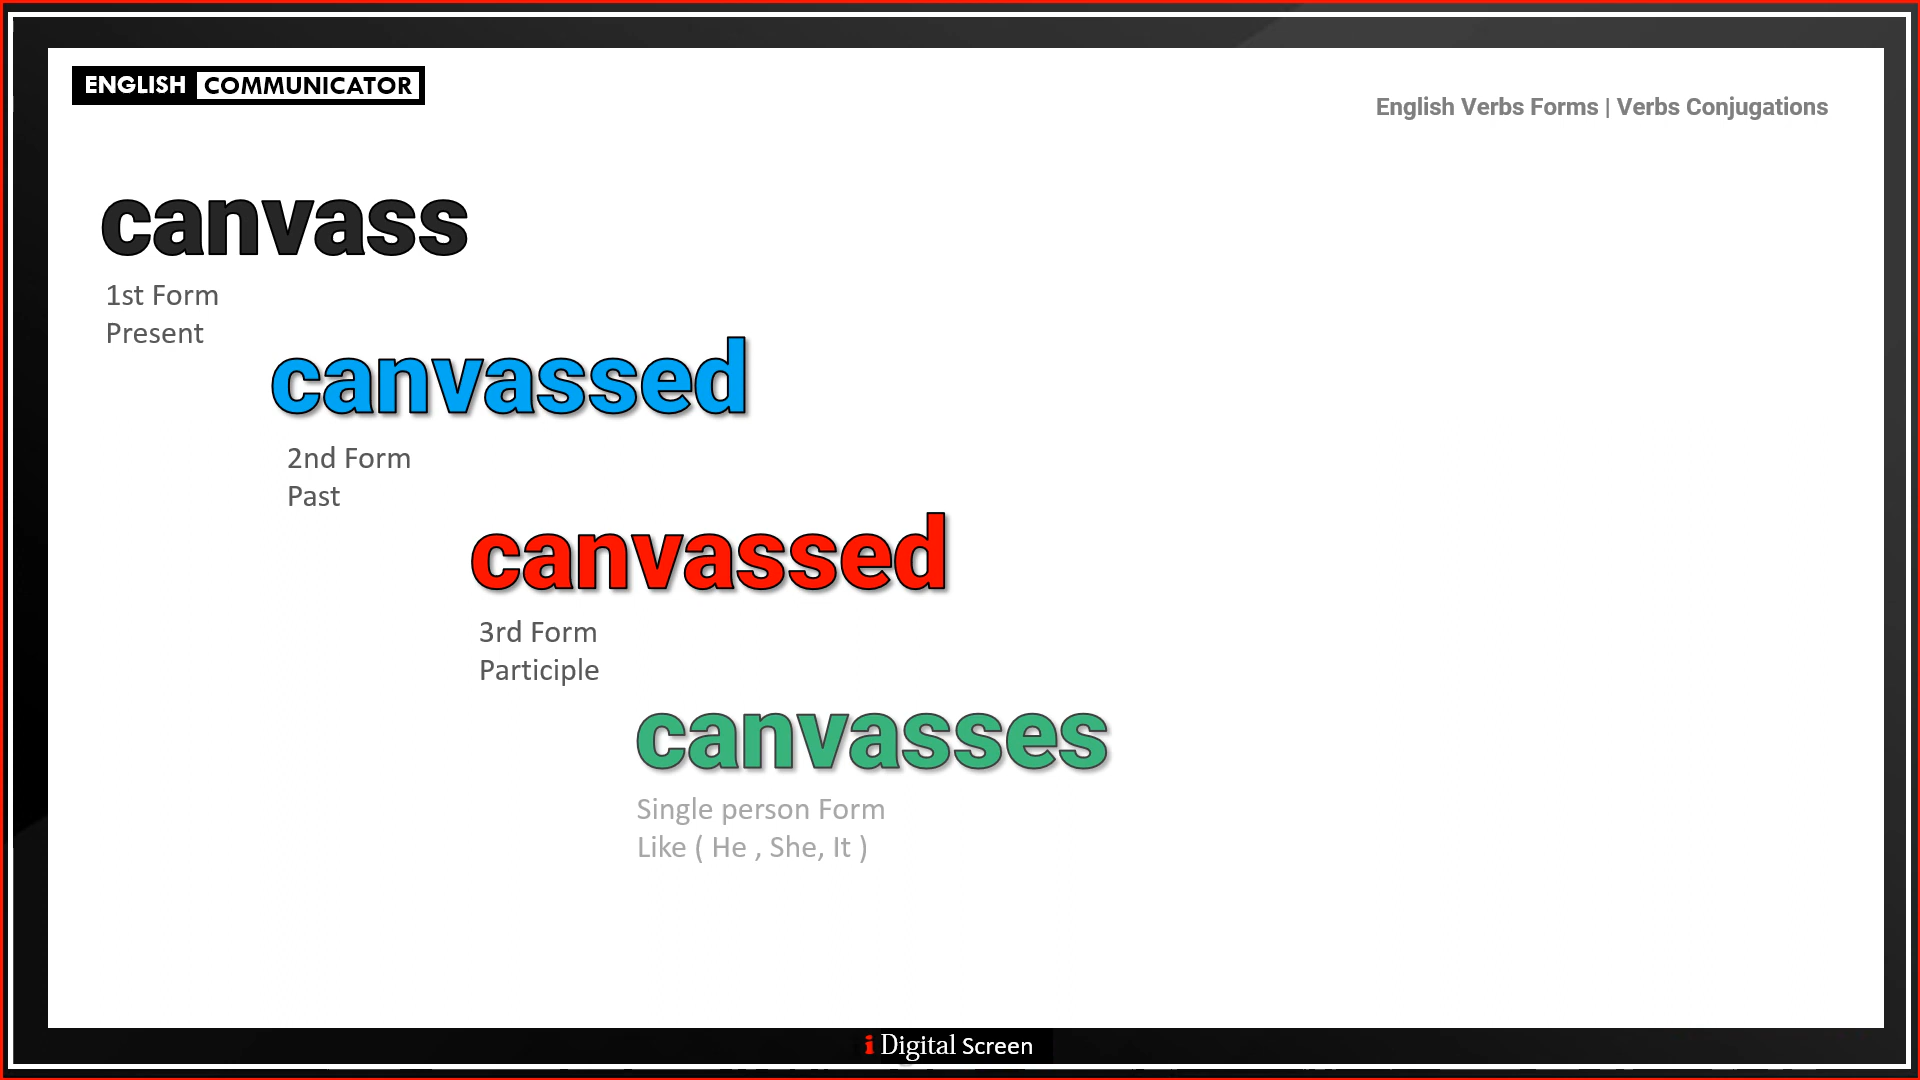 ENGLISH COMMUNICATOR
English Verbs Forms | Verbs Conjugations
canvass
1st Form
Present
canvassed
2nd Form
Past
canvassed
3rd Form
Participle
canvasses
Single person Form
Like ( He , She, It )
i Digital Screen